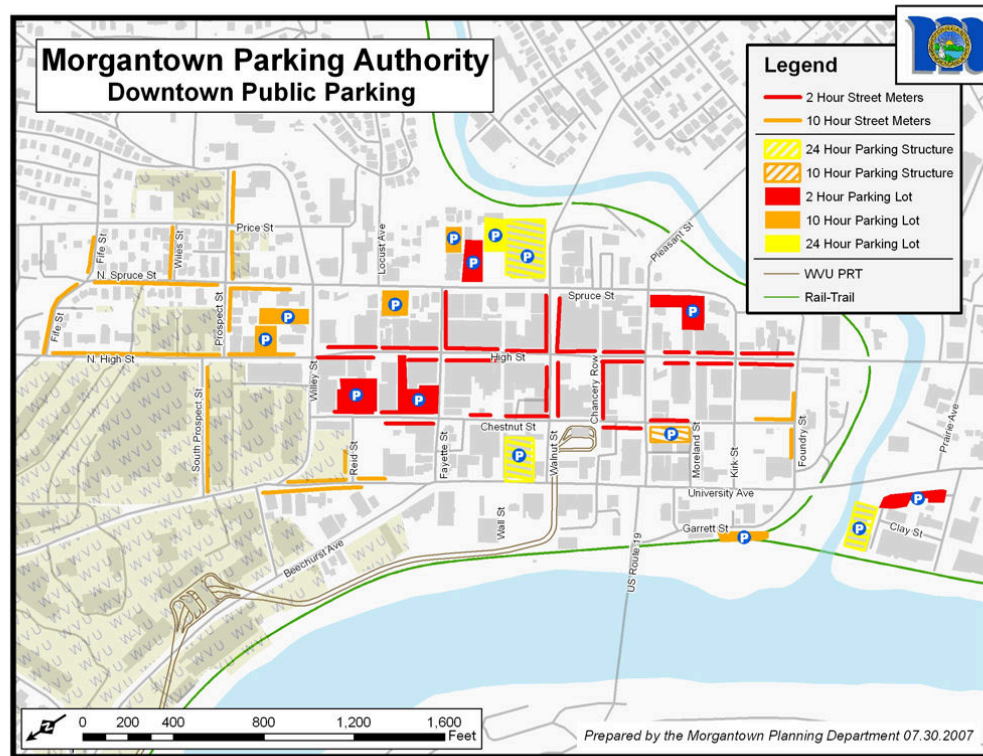 Morgantown Parking Authority
Downtown Public Parking
Legend
2 Hour Street Meters
10 Hour Street Meters
24 Hour Parking Structure
10 Hour Parking Structure
2 Hour Parking Lot
10 Hour Parking Lot
24 Hour Parking Lot
WVU PRT
Rail-Trail
Fife St
Wiles St
Price St
Locust Ave
Pleasant St
N. Spruce St
Spruce St
Fife St
Prospect St
N. High St
High St
Willey St
Chancery Row
South Prospect St
Reid St
Fayette St
Chestnut St
Walnut St
Moreland St
Kirk St
Foundry St
Prairie Ave
University Ave
Wall St
Garrett St
Clay St
Beechurst Ave
US Route 19
P
P
P
P
P
P
P
P
P
P
P
P
P
P
WVU
WVU
WVU
N
0 200 400 800 1,200 1,600
Feet
Prepared by the Morgantown Planning Department 07.30.2007